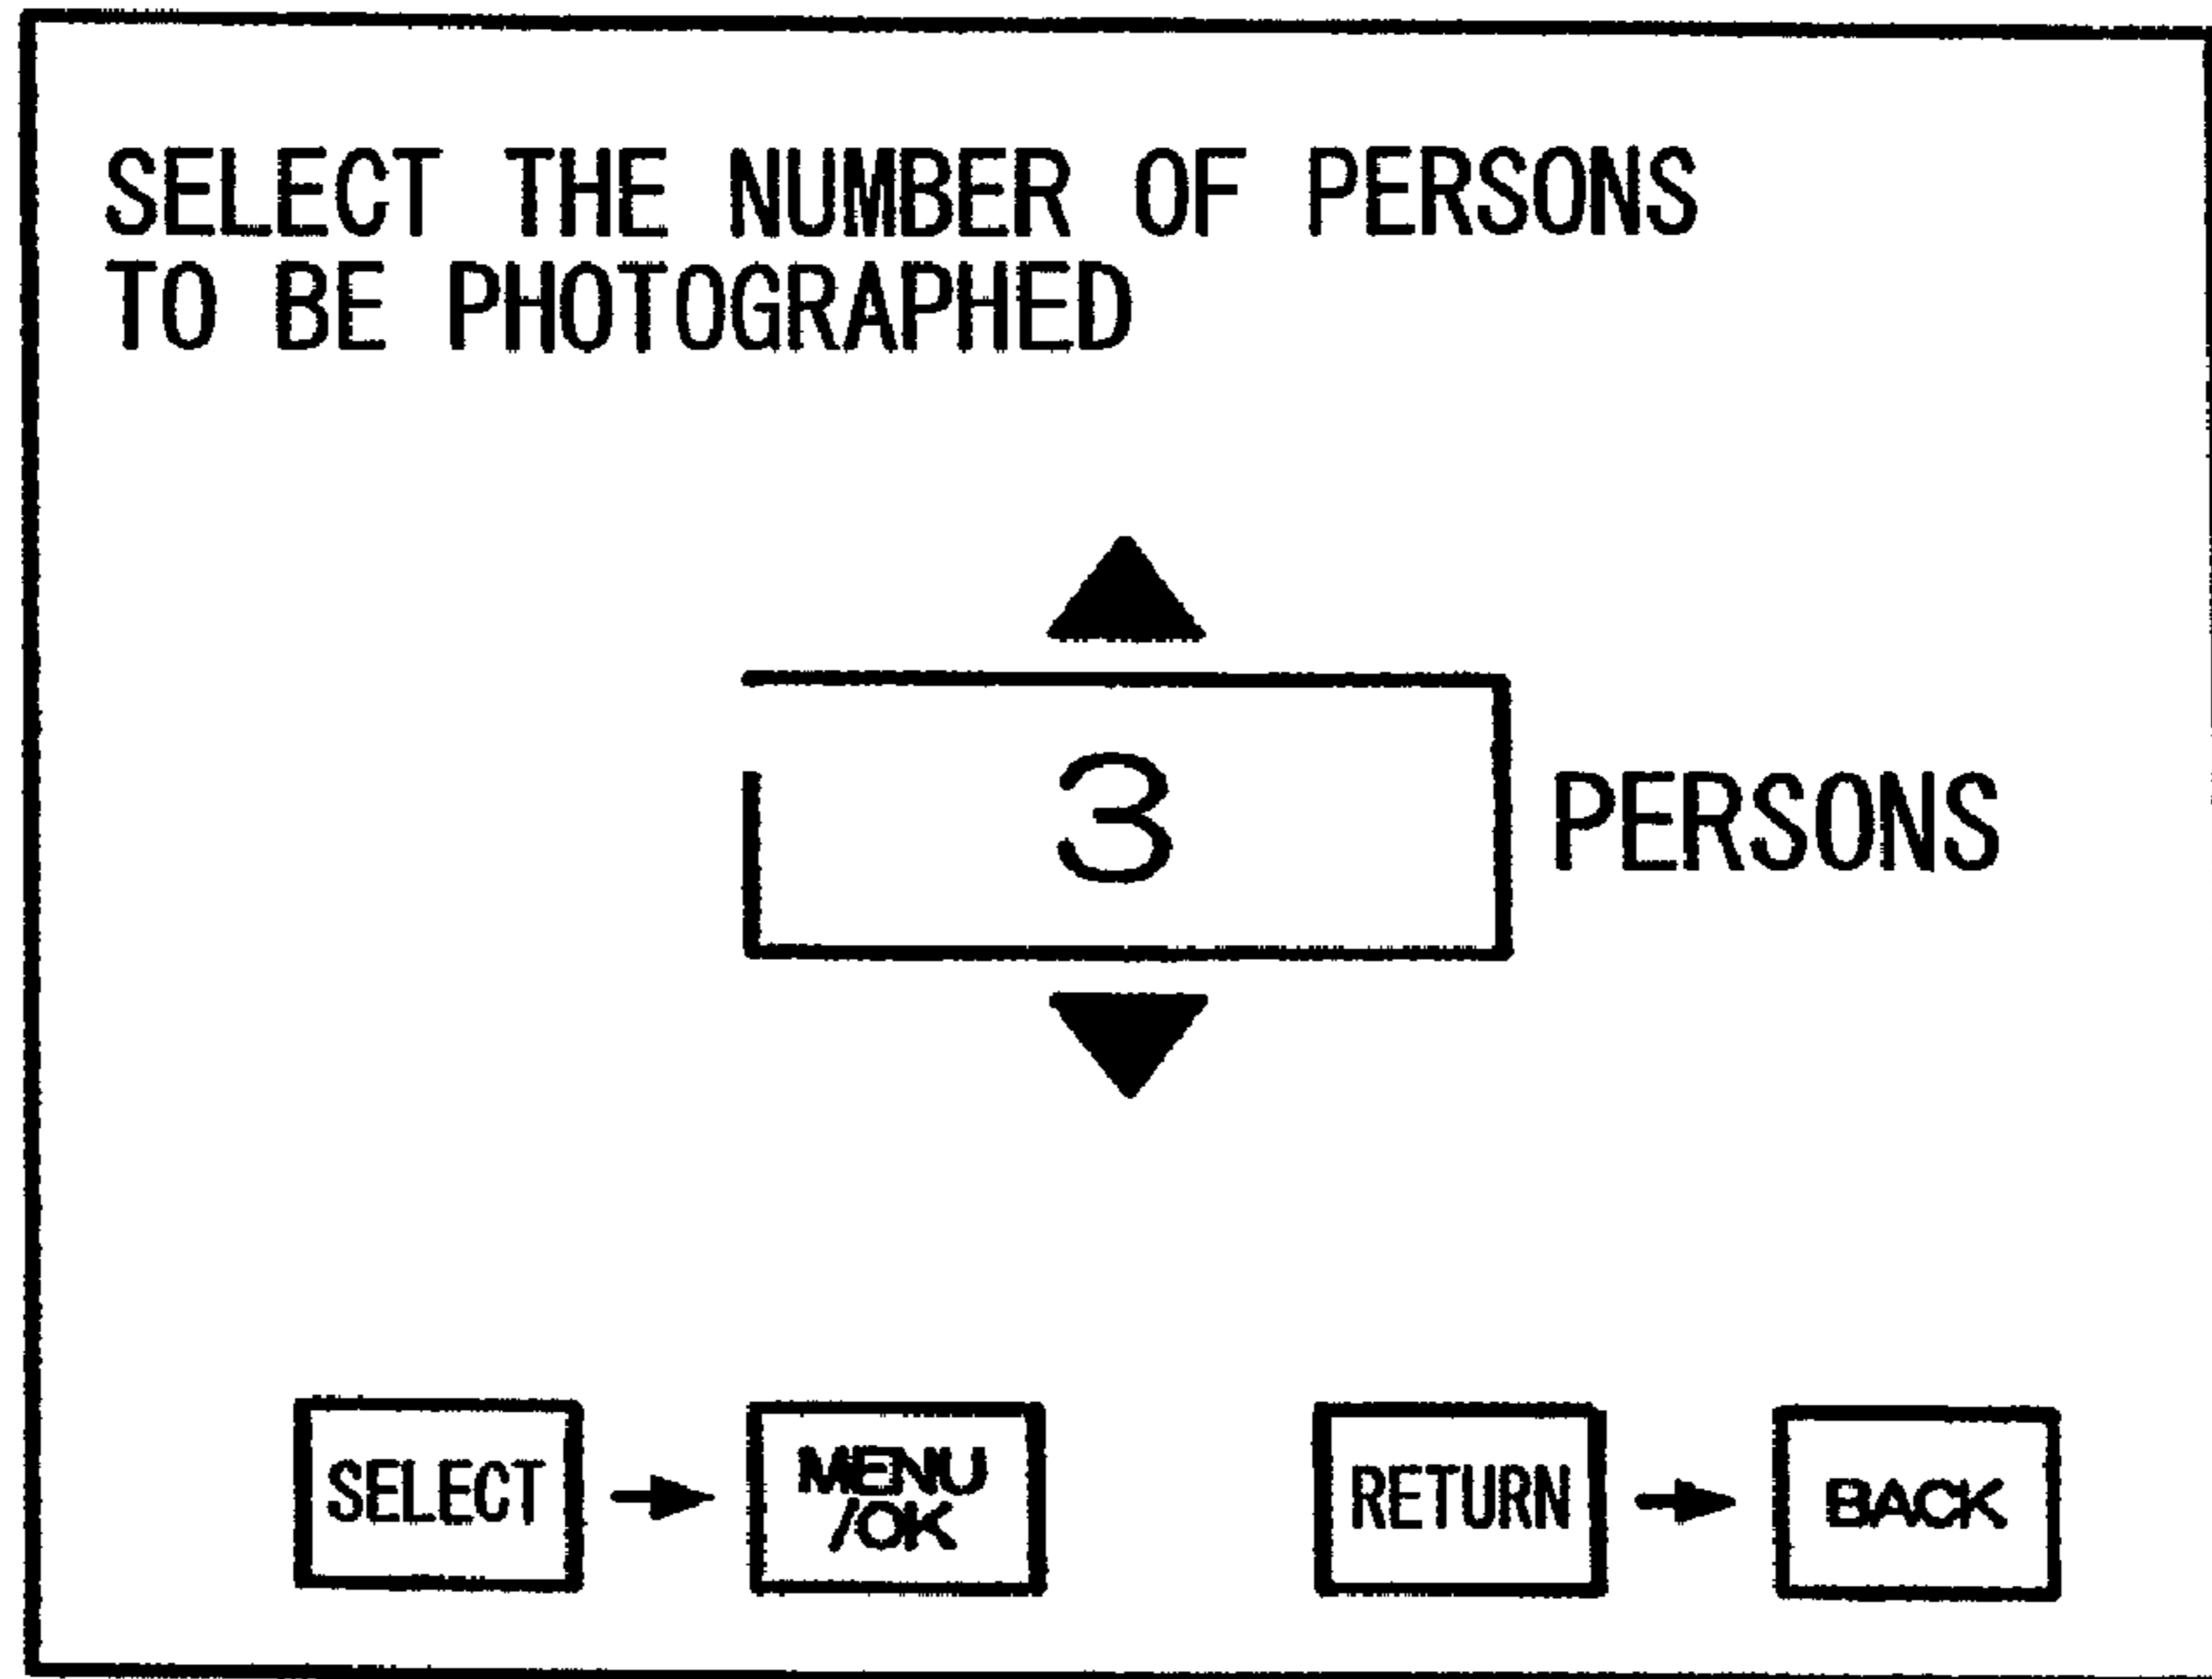 SELECT THE NUMBER OF PERSONS
TO BE PHOTOGRAPHED
3 PERSONS
SELECT
MENU
/OK
RETURN
BACK